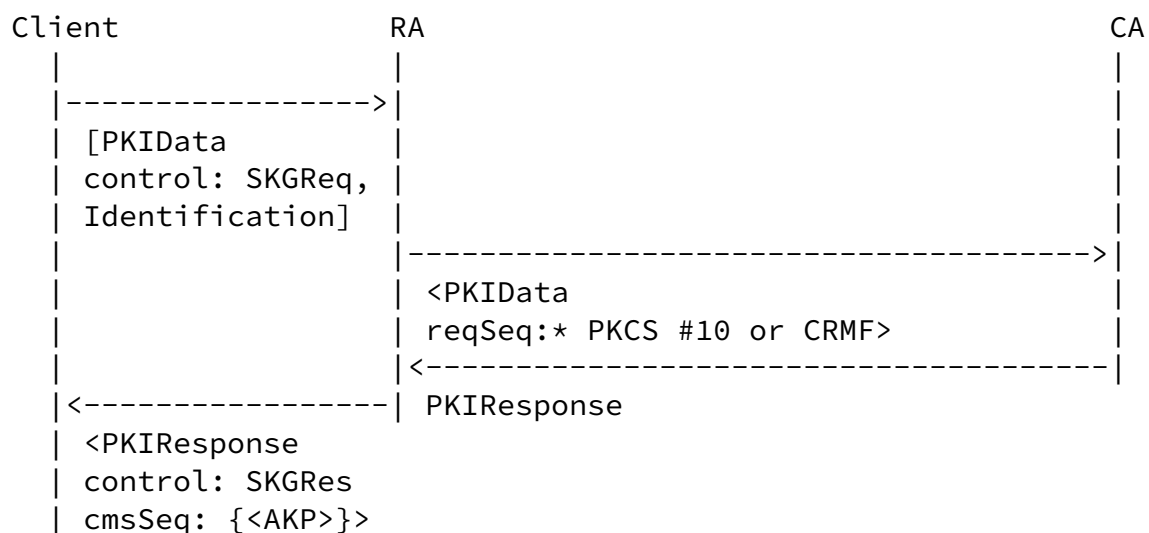 Client RA CA
| | |
|----------------->| |
| [PKIData | |
| control: SKGReq, | |
| Identification] | |
| |-------------------------------------->|
| | <PKIData |
| | reqSeq:* PKCS #10 or CRMF> |
| |<--------------------------------------|
|<-----------------| PKIResponse
| <PKIResponse
| control: SKGRes
| cmsSeq: {<AKP>}>